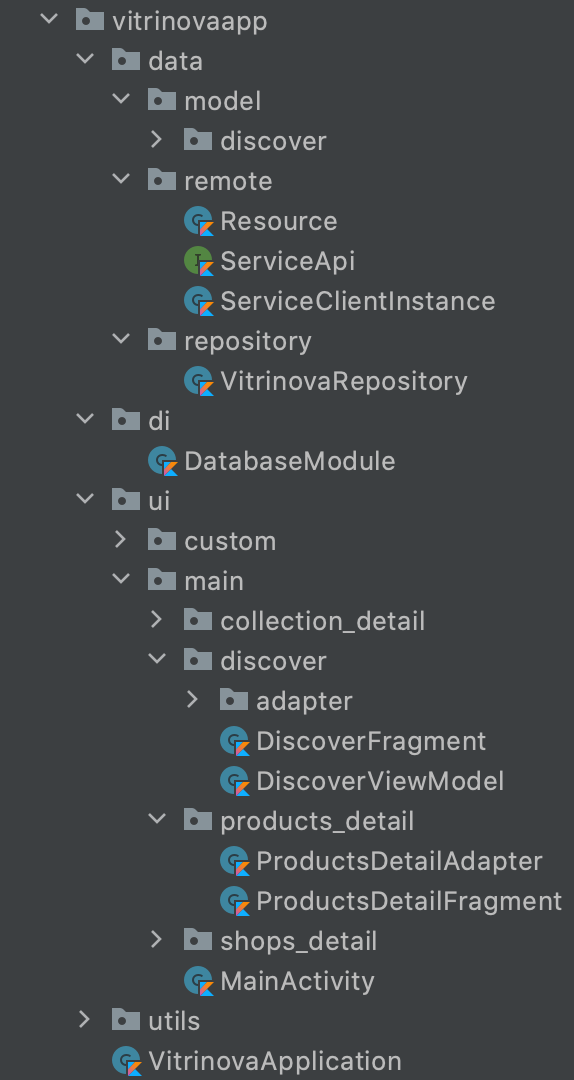 vitrinovaapp
data
model
discover
remote
Resource
ServiceApi
ServiceClientInstance
repository
VitrinovaRepository
di
DatabaseModule
ui
custom
main
collection_detail
discover
adapter
DiscoverFragment
DiscoverViewModel
products_detail
ProductsDetailAdapter
ProductsDetailFragment
shops_detail
MainActivity
utils
VitrinovaApplication